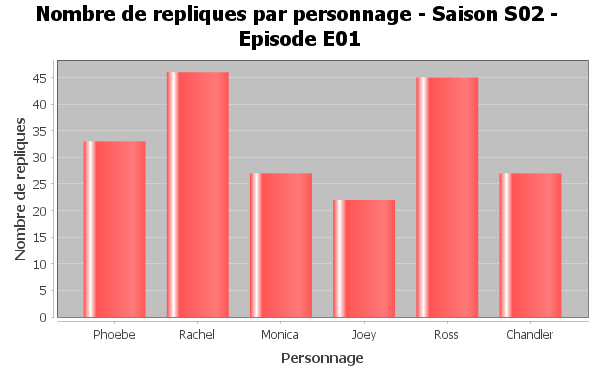 Nombre de repliques par personnage - Saison S02 -
Episode E01
Nombre de repliques
45
40
35
30
25
20
15
10
5
0
Phoebe Rachel Monica Joey Ross Chandler
Personnage